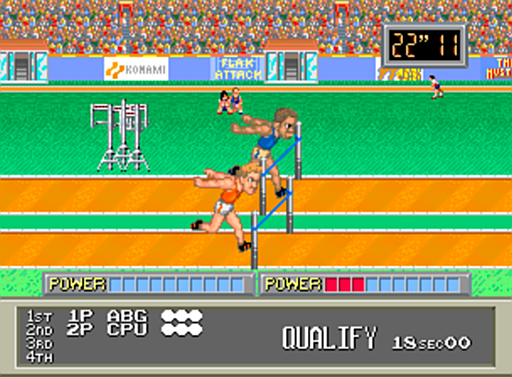 22" 11
KONAMI
FLAK
ATTACK
POWER
POWER
1ST 1P ABG
2ND 2P CPU
3RD
4TH
QUALIFY 18SEC00